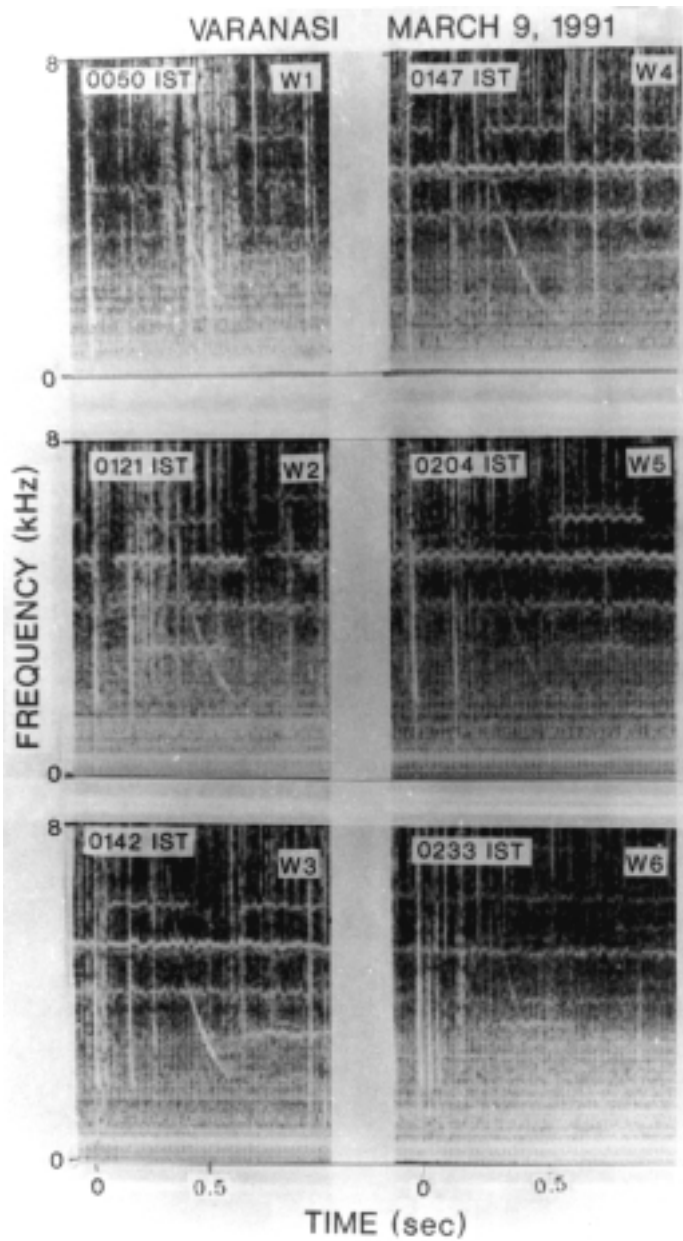 VARANASI MARCH 9, 1991
8
0050 IST W1
0147 IST W4
0
8
0121 IST W2
0204 IST W5
FREQUENCY (kHz)
0
8
0142 IST W3
0233 IST W6
0
0 0.5 0 0.5
TIME (sec)